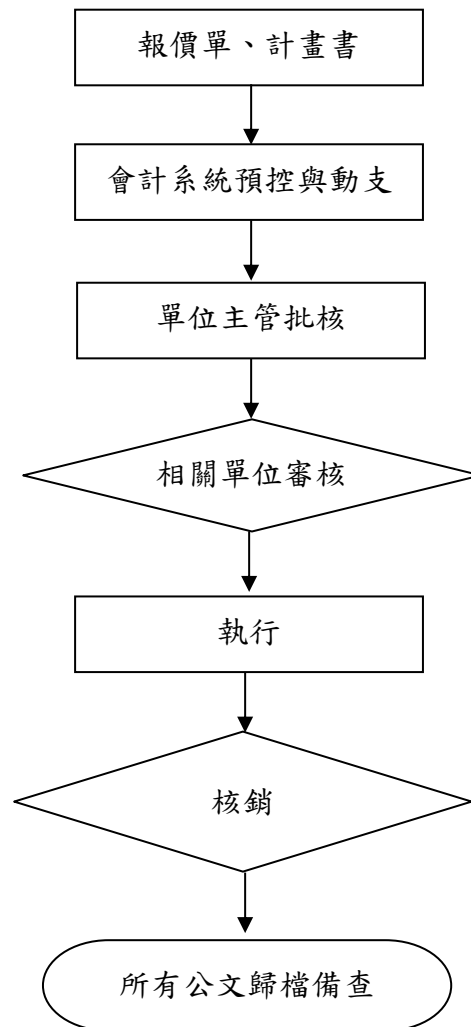 報價單、計畫書
會計系統預控與動支
單位主管批核
相關單位審核
執行
核銷
所有公文歸檔備查